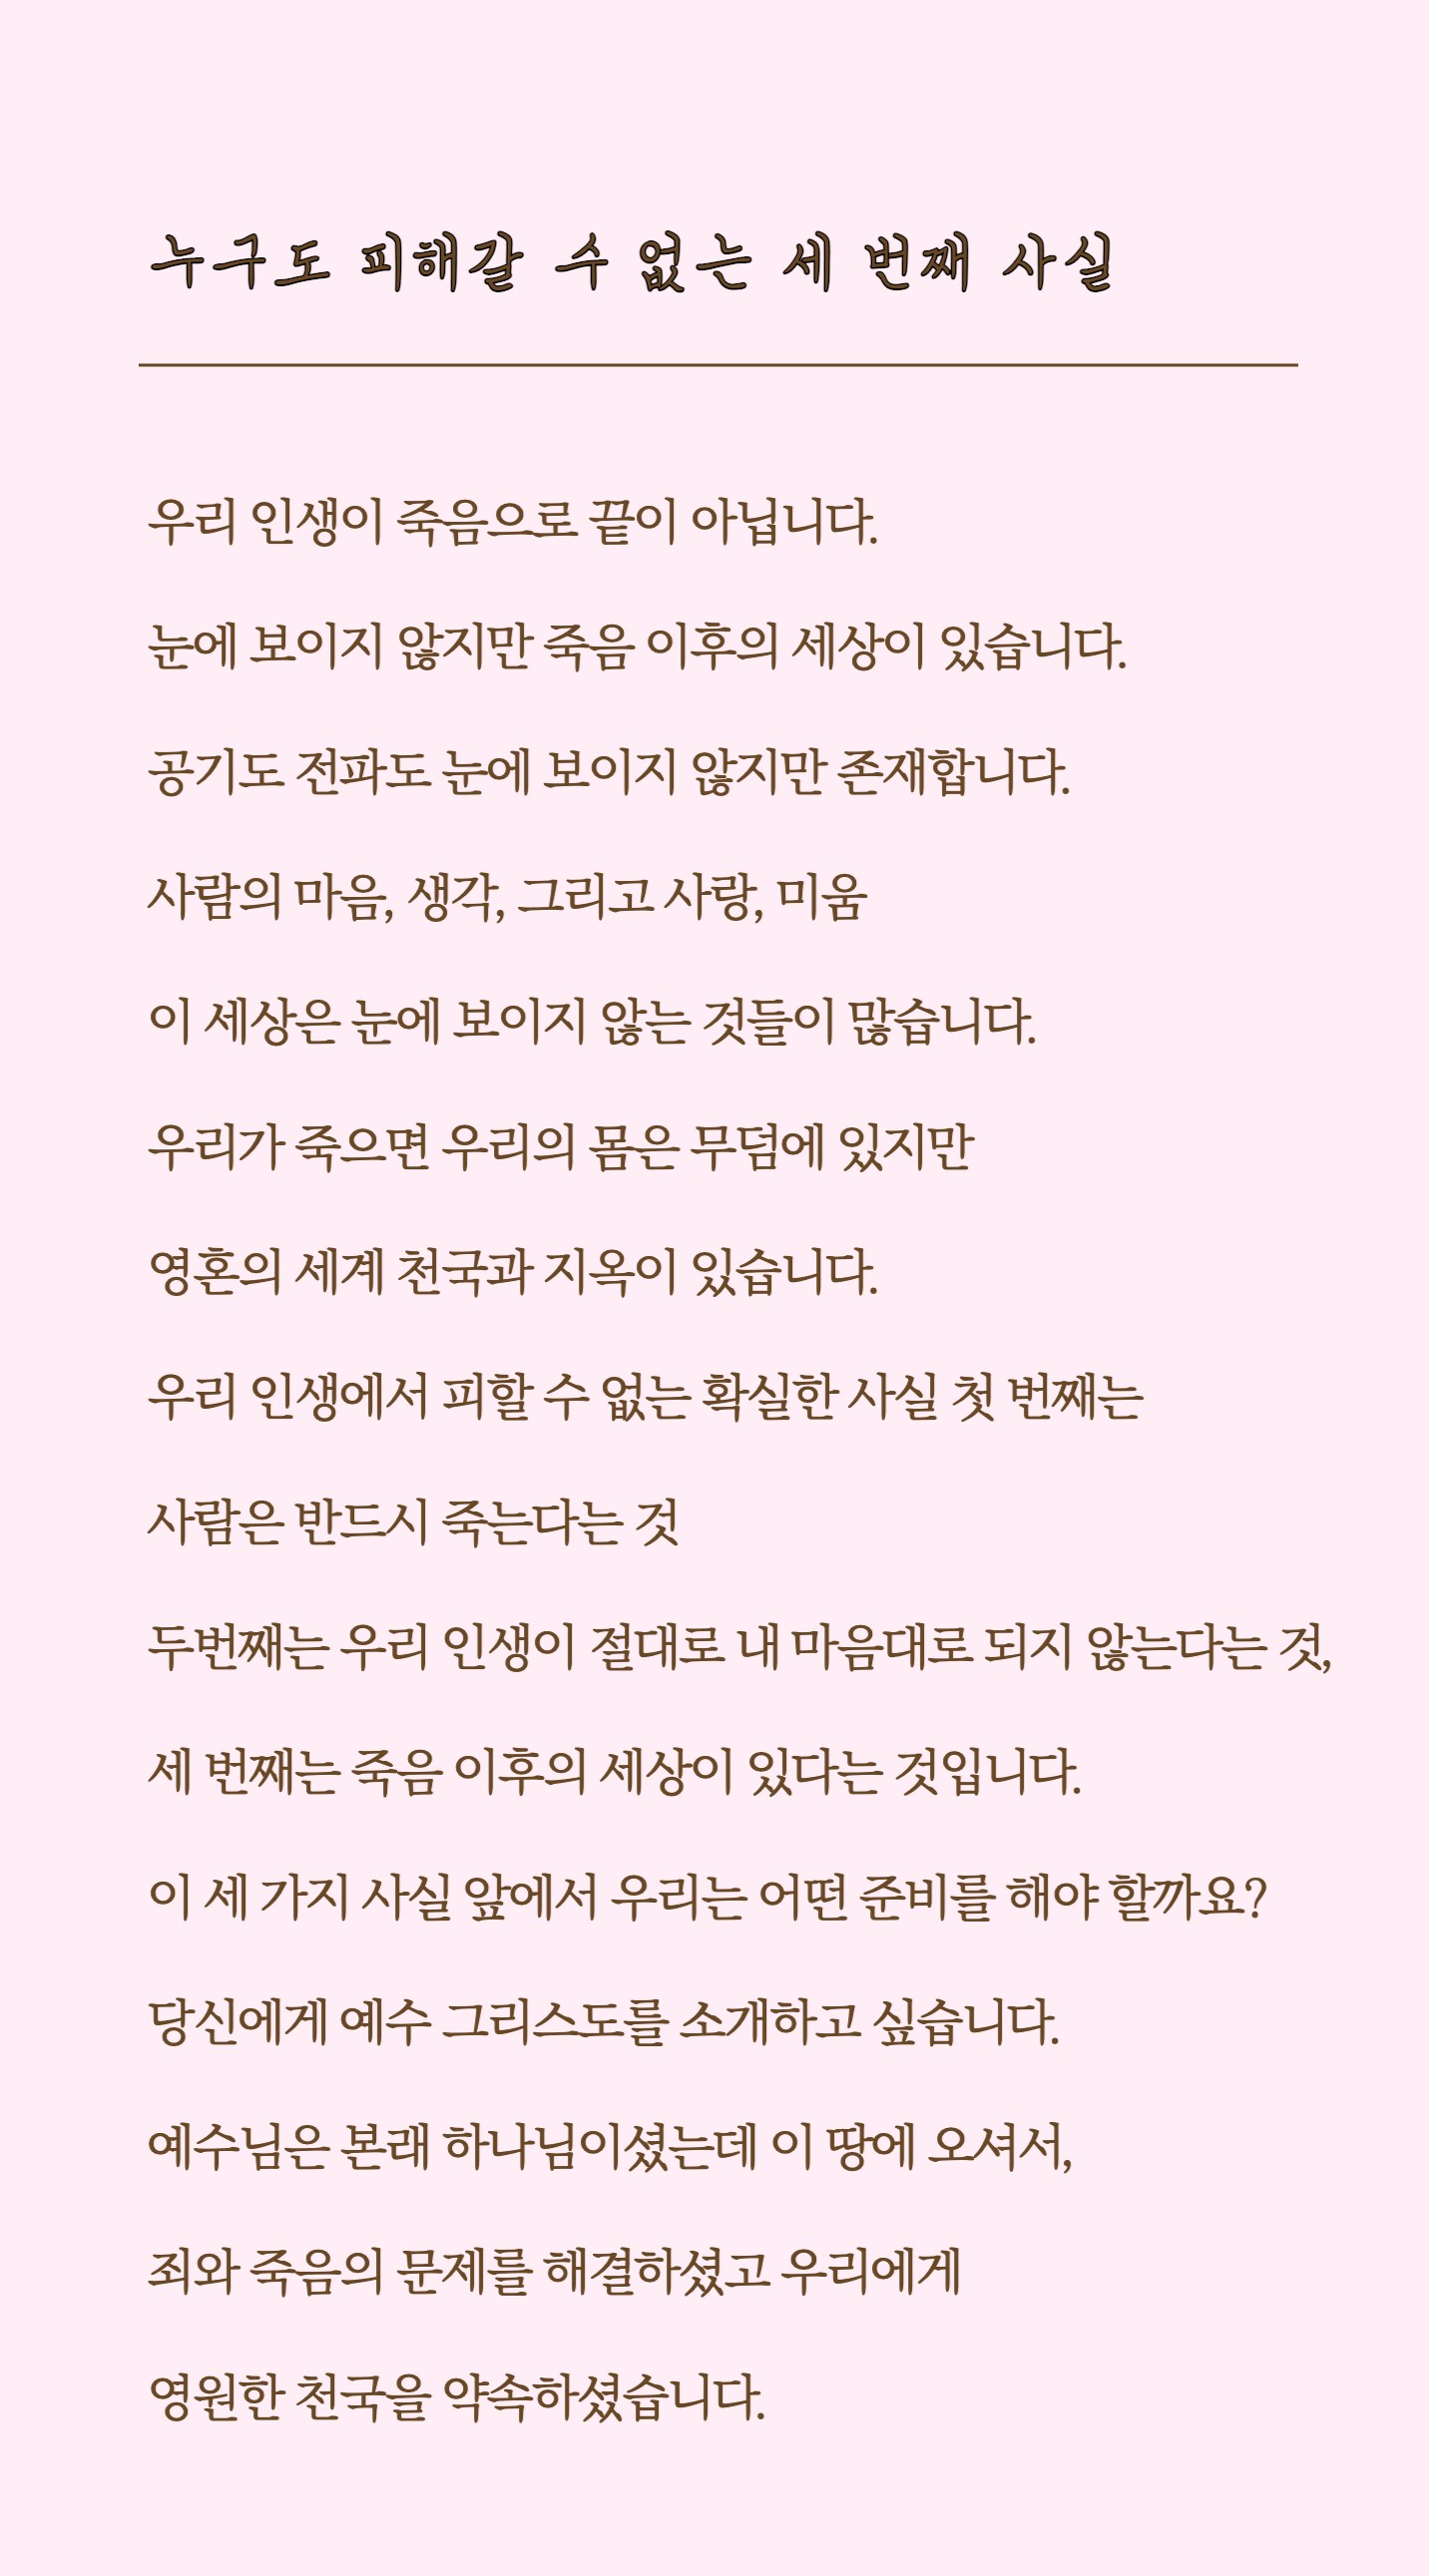 누구도 피해갈 수 없는 세 번째 사실
우리 인생이 죽음으로 끝이 아닙니다.
눈에 보이지 않지만 죽음 이후의 세상이 있습니다.
공기도 전파도 눈에 보이지 않지만 존재합니다.
사람의 마음, 생각, 그리고 사랑, 미움
이 세상은 눈에 보이지 않는 것들이 많습니다.
우리가 죽으면 우리의 몸은 무덤에 있지만
영혼의 세계 천국과 지옥이 있습니다.
우리 인생에서 피할 수 없는 확실한 사실 첫 번째는
사람은 반드시 죽는다는 것
두번째는 우리 인생이 절대로 내 마음대로 되지 않는다는 것,
세 번째는 죽음 이후의 세상이 있다는 것입니다.
이 세 가지 사실 앞에서 우리는 어떤 준비를 해야 할까요?
당신에게 예수 그리스도를 소개하고 싶습니다.
예수님은 본래 하나님이셨는데 이 땅에 오셔서,
죄와 죽음의 문제를 해결하셨고 우리에게
영원한 천국을 약속하셨습니다.